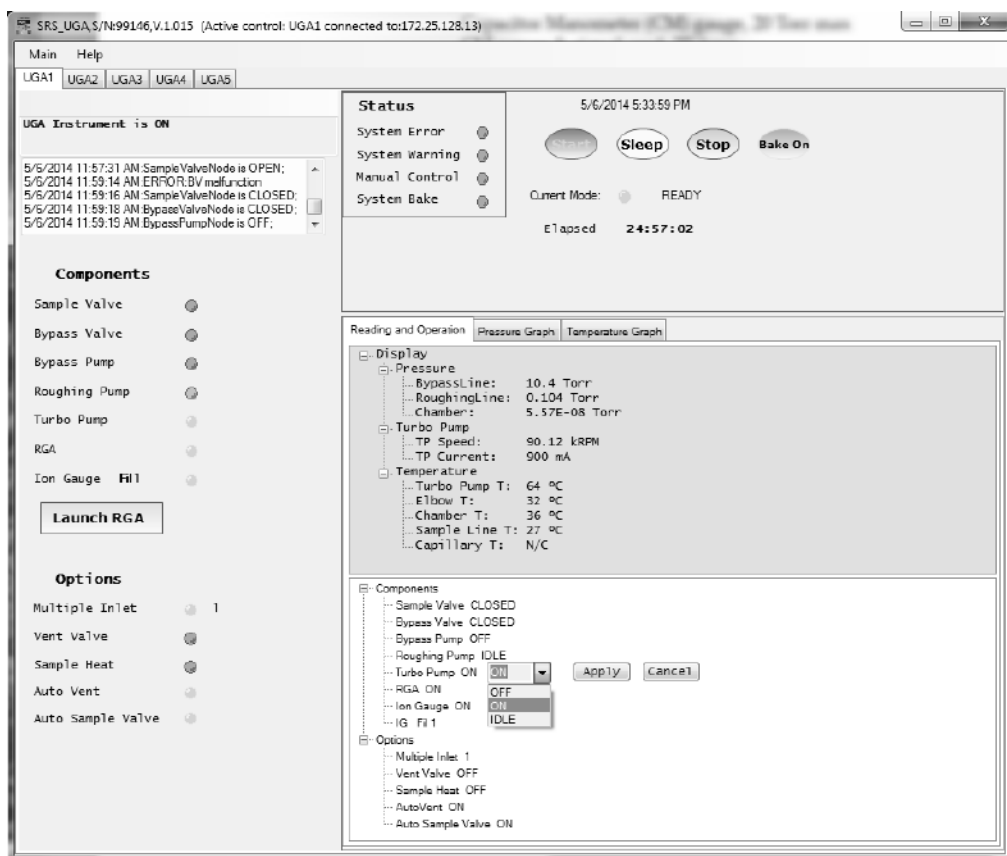 SRS_UGA,S/N:99146,V.1.015 (Active control: UGA1 connected to:172.25.128.13)
Main Help
UGA1 UGA2 UGA3 UGA4 UGA5
UGA Instrument is ON
5/6/2014 11:57:31 AM:SampleValveNode is OPEN;
5/6/2014 11:59:14 AM:ERROR:BV malfunction
5/6/2014 11:59:16 AM:SampleValveNode is CLOSED;
5/6/2014 11:59:18 AM:BypassValveNode is CLOSED;
5/6/2014 11:59:19 AM:BypassPumpNode is OFF;
Components
Sample Valve
Bypass Valve
Bypass Pump
Roughing Pump
Turbo Pump
RGA
Ion Gauge Fil1
Launch RGA
Options
Multiple Inlet 1
Vent Valve
Sample Heat
Auto Vent
Auto Sample Valve
Status
System Error
System Warning
Manual Control
System Bake
5/6/2014 5:33:59 PM
Start Sleep Stop Bake On
Current Mode: READY
Elapsed 24:57:02
Reading and Operation Pressure Graph Temperature Graph
Display
Pressure
BypassLine: 10.4 Torr
RoughingLine: 0.104 Torr
Chamber: 5.57E-08 Torr
Turbo Pump
TP Speed: 90.12 kRPM
TP Current: 900 mA
Temperature
Turbo Pump T: 64 ºC
Elbow T: 32 ºC
Chamber T: 36 ºC
Sample Line T: 27 ºC
Capillary T: N/C
Components
Sample Valve CLOSED
Bypass Valve CLOSED
Bypass Pump OFF
Roughing Pump IDLE
Turbo Pump ON ON Apply Cancel
RGA ON OFF
Ion Gauge ON ON
IG Fil1 IDLE
Options
Multiple Inlet 1
Vent Valve OFF
Sample Heat OFF
AutoVent ON
Auto Sample Valve ON